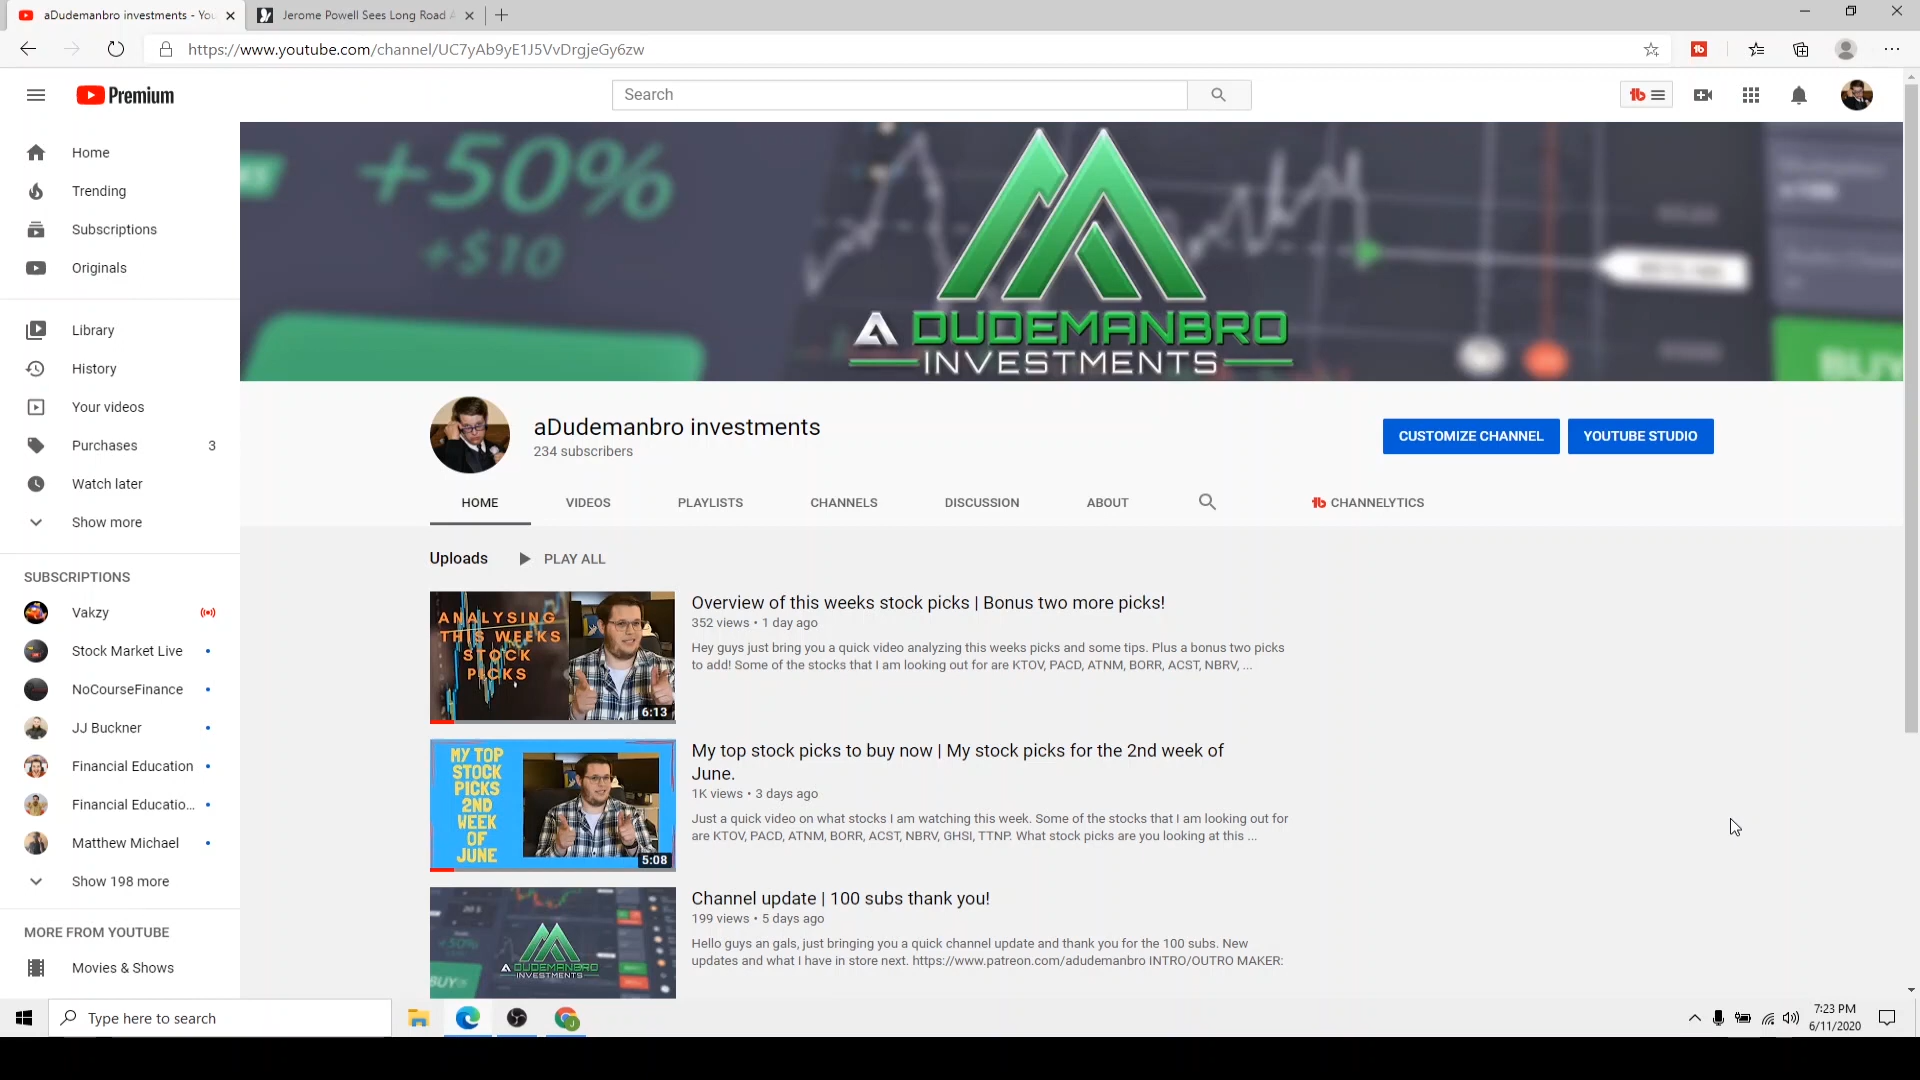 aDudemanbro investments - You
Jerome Powell Sees Long Road A
https://www.youtube.com/channel/UC7yAb9yE1J5VvDrgjeGy6zw
Premium
Search
Home
Trending
Subscriptions
Originals
Library
History
Your videos
Purchases 3
Watch later
Show more
SUBSCRIPTIONS
Vakzy
Stock Market Live
NoCourseFinance
JJ Buckner
Financial Education
Financial Educatio...
Matthew Michael
Show 198 more
MORE FROM YOUTUBE
Movies & Shows
+50%
+$10
A DUDEMANBRO
INVESTMENTS
BUY
aDudemanbro investments
234 subscribers
CUSTOMIZE CHANNEL
YOUTUBE STUDIO
HOME VIDEOS PLAYLISTS CHANNELS DISCUSSION ABOUT CHANNELYTICS
Uploads PLAY ALL
ANALYSING
THIS WEEKS
STOCK
PICKS
6:13
Overview of this weeks stock picks | Bonus two more picks!
352 views • 1 day ago
Hey guys just bring you a quick video analyzing this weeks picks and some tips. Plus a bonus two picks
to add! Some of the stocks that I am looking out for are KTOV, PACD, ATNM, BORR, ACST, NBRV, ...
MY TOP
STOCK
PICKS
2ND
WEEK
OF
JUNE
5:08
My top stock picks to buy now | My stock picks for the 2nd week of
June.
1K views • 3 days ago
Just a quick video on what stocks I am watching this week. Some of the stocks that I am looking out for
are KTOV, PACD, ATNM, BORR, ACST, NBRV, GHSI, TTNP. What stock picks are you looking at this ...
A DUDEMANBRO
INVESTMENTS
Channel update | 100 subs thank you!
199 views • 5 days ago
Hello guys an gals, just bringing you a quick channel update and thank you for the 100 subs. New
updates and what I have in store next. https://www.patreon.com/adudemanbro INTRO/OUTRO MAKER:
Type here to search
7:23 PM
6/11/2020